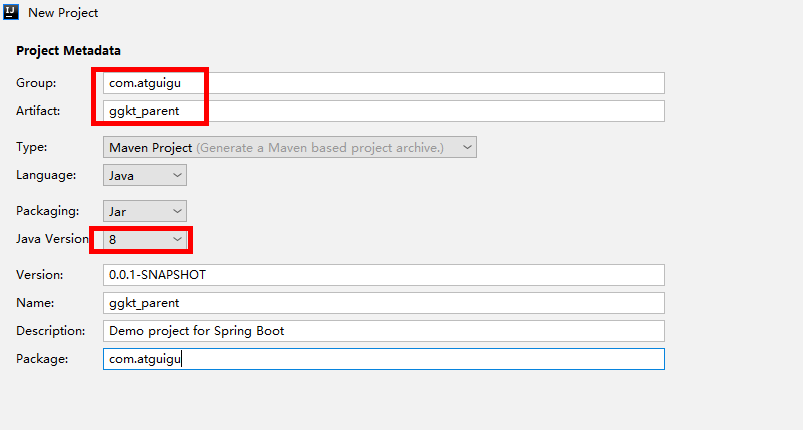 IJ New Project
Project Metadata
Group: com.atguigu
Artifact: ggkt_parent
Type: Maven Project (Generate a Maven based project archive.)
Language: Java
Packaging: Jar
Java Version 8
Version: 0.0.1-SNAPSHOT
Name: ggkt_parent
Description: Demo project for Spring Boot
Package: com.atguigu